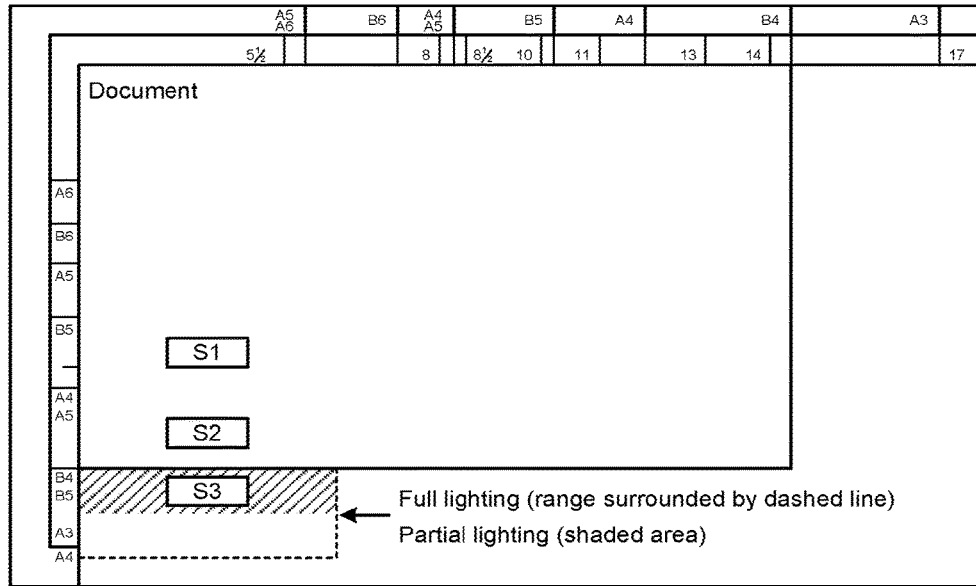 A5 B6 A4 B5 A4 B4 A3
A6 A5
5½ 8 8½ 10 11 13 14 17
Document
A6
B6
A5
B5
S1
A4
A5
S2
B4
B5
S3
Full lighting (range surrounded by dashed line)
A3
Partial lighting (shaded area)
A4